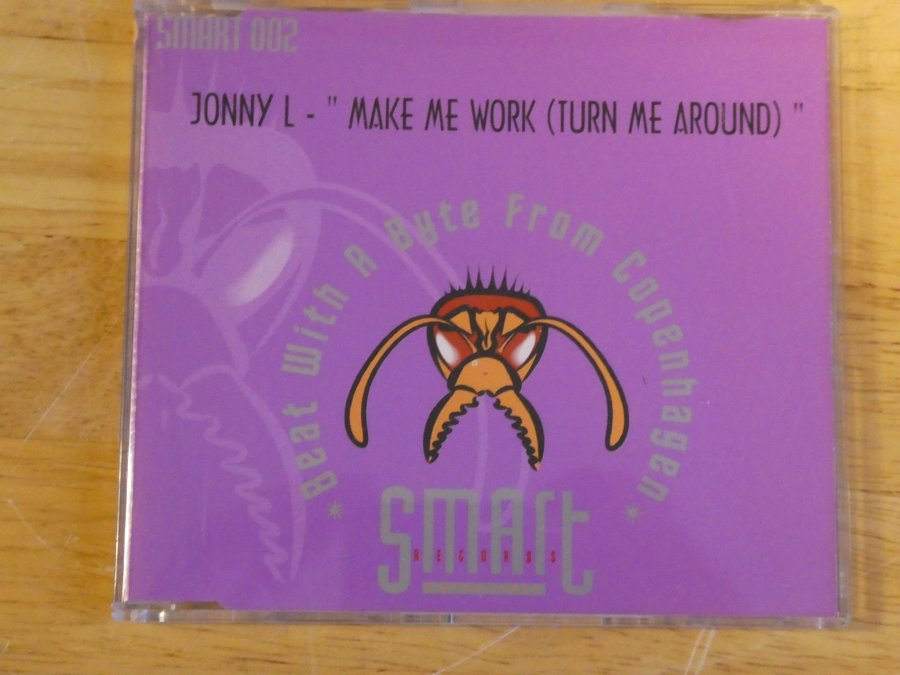 SMART 002
JONNY L - " MAKE ME WORK (TURN ME AROUND) "
* Beat With A Byte From Copenhagen *
SMArt
RECORDS